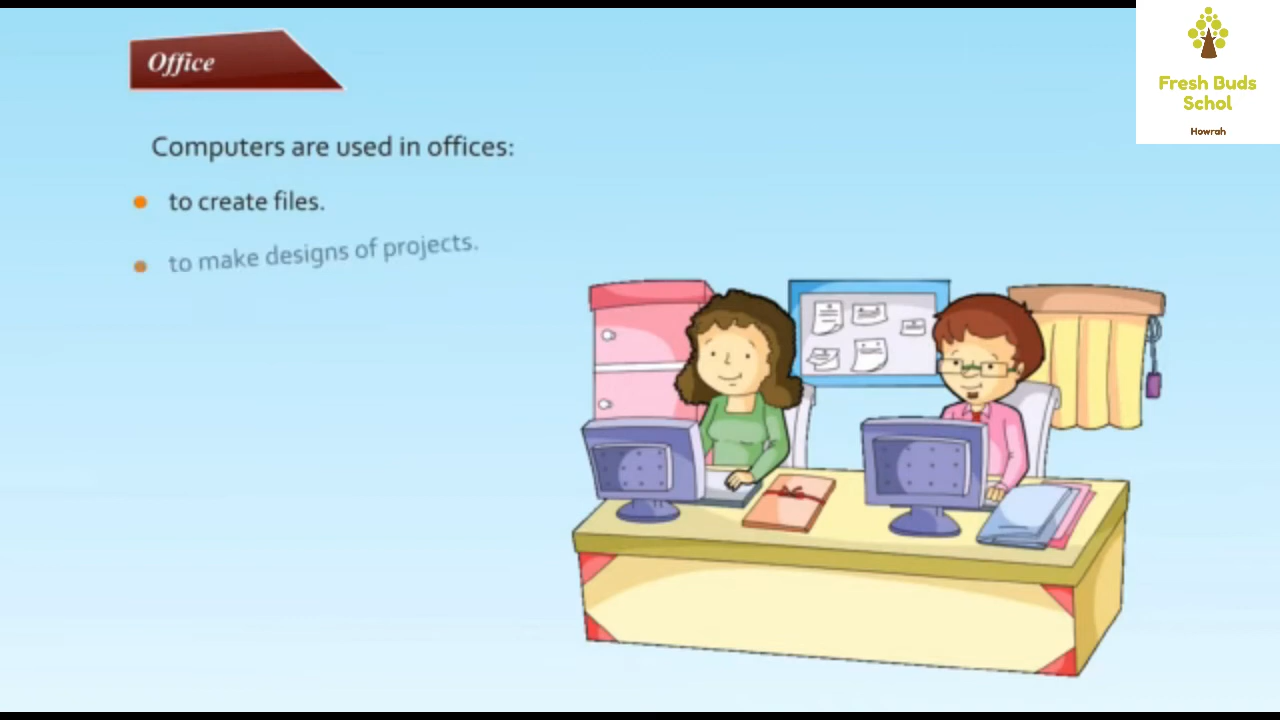 Office
Fresh Buds
Schol
Howrah
Computers are used in offices:
to create files.
to make designs of projects.